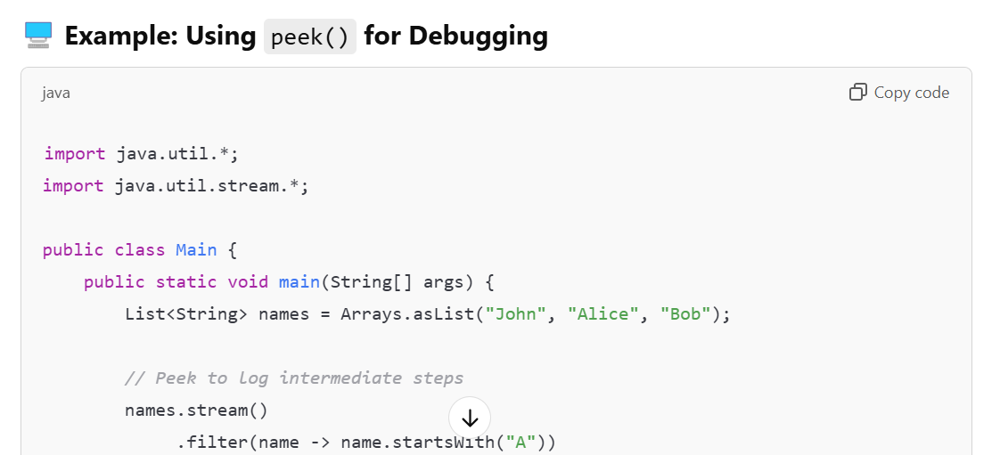 Example: Using peek() for Debugging
java
Copy code
import java.util.*;
import java.util.stream.*;
public class Main {
    public static void main(String[] args) {
        List<String> names = Arrays.asList("John", "Alice", "Bob");
        // Peek to log intermediate steps
        names.stream()
             .filter(name -> name.startsWith("A"))